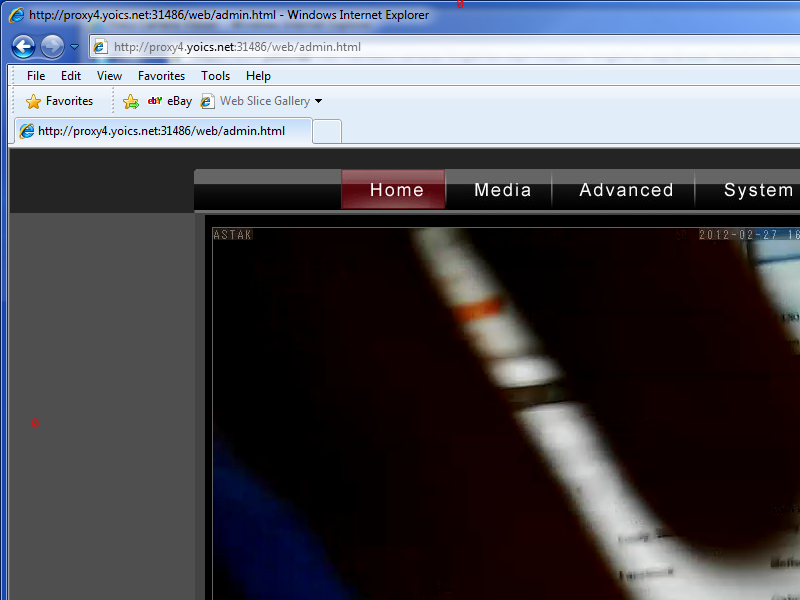 http://proxy4.yoics.net:31486/web/admin.html - Windows Internet Explorer
http://proxy4.yoics.net:31486/web/admin.html
File Edit View Favorites Tools Help
Favorites eBay Web Slice Gallery
http://proxy4.yoics.net:31486/web/admin.html
Home Media Advanced System
ASTAK 2012-02-27 16